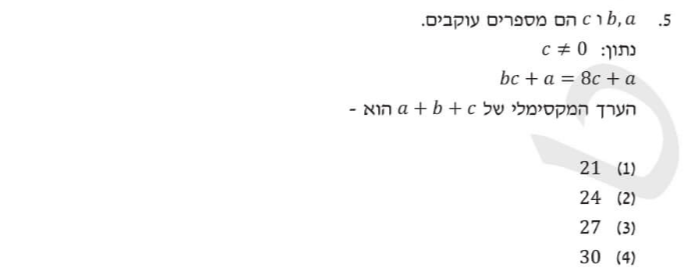 5. a ,b ו c הם מספרים עוקבים.
נתון: c ≠ 0
bc + a = 8c + a
הערך המקסימלי של a + b + c הוא -
(1) 21
(2) 24
(3) 27
(4) 30